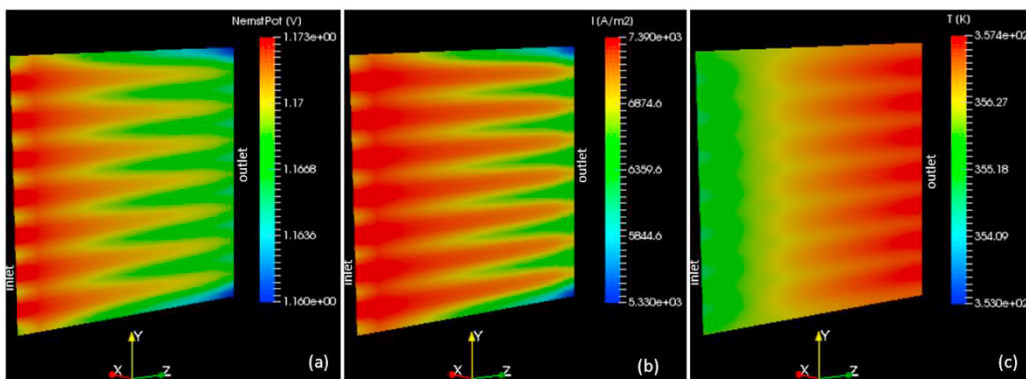 NernstPot (V)
1.173e+00
1.17
1.1668
1.1636
1.160e+00
inlet
outlet
Y
X
Z
(a)
I (A/m2)
7.390e+03
6874.6
6359.6
5844.6
5.330e+03
inlet
outlet
Y
X
Z
(b)
T (K)
3.574e+02
356.27
355.18
354.09
3.530e+02
inlet
outlet
Y
X
Z
(c)